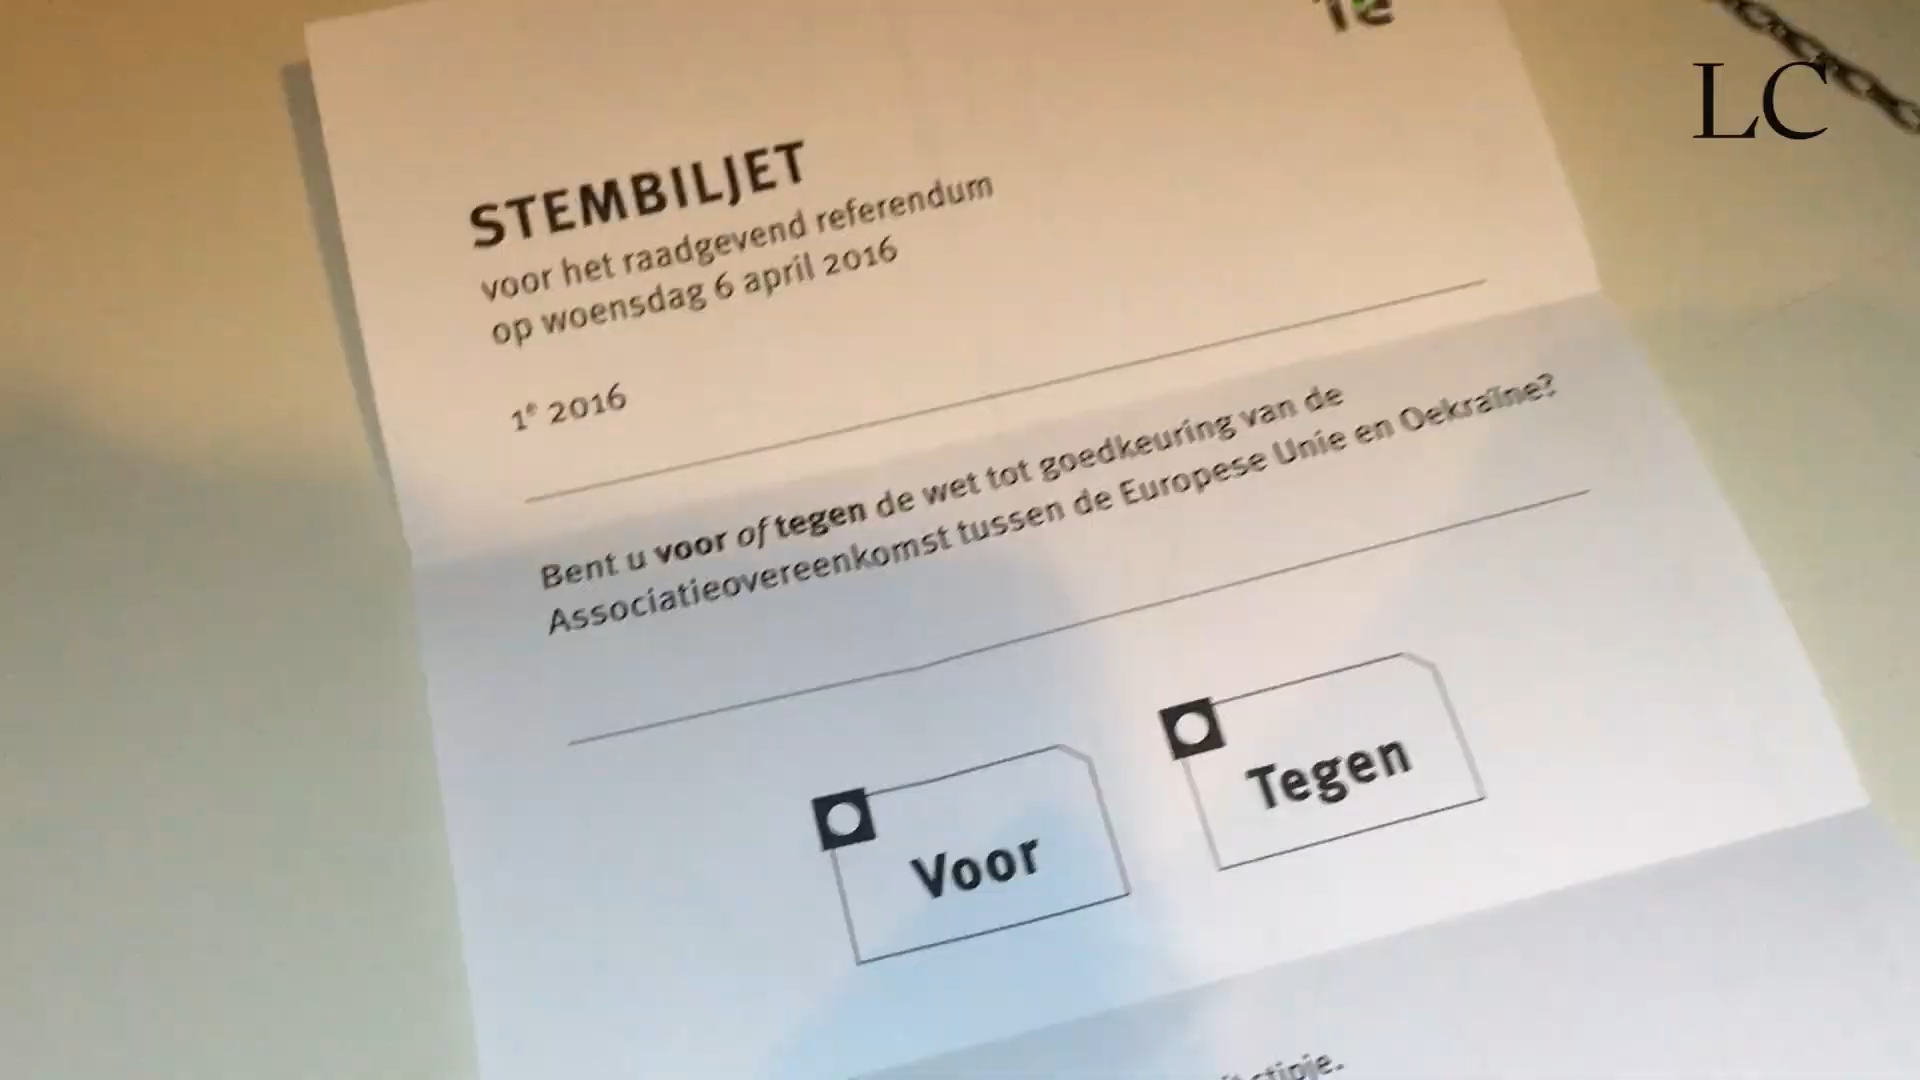 LC
STEMBILJET
voor het raadgevend referendum
op woensdag 6 april 2016
1e 2016
Bent u voor of tegen de wet tot goedkeuring van de
Associatieovereenkomst tussen de Europese Unie en Oekraïne?
Voor
Tegen